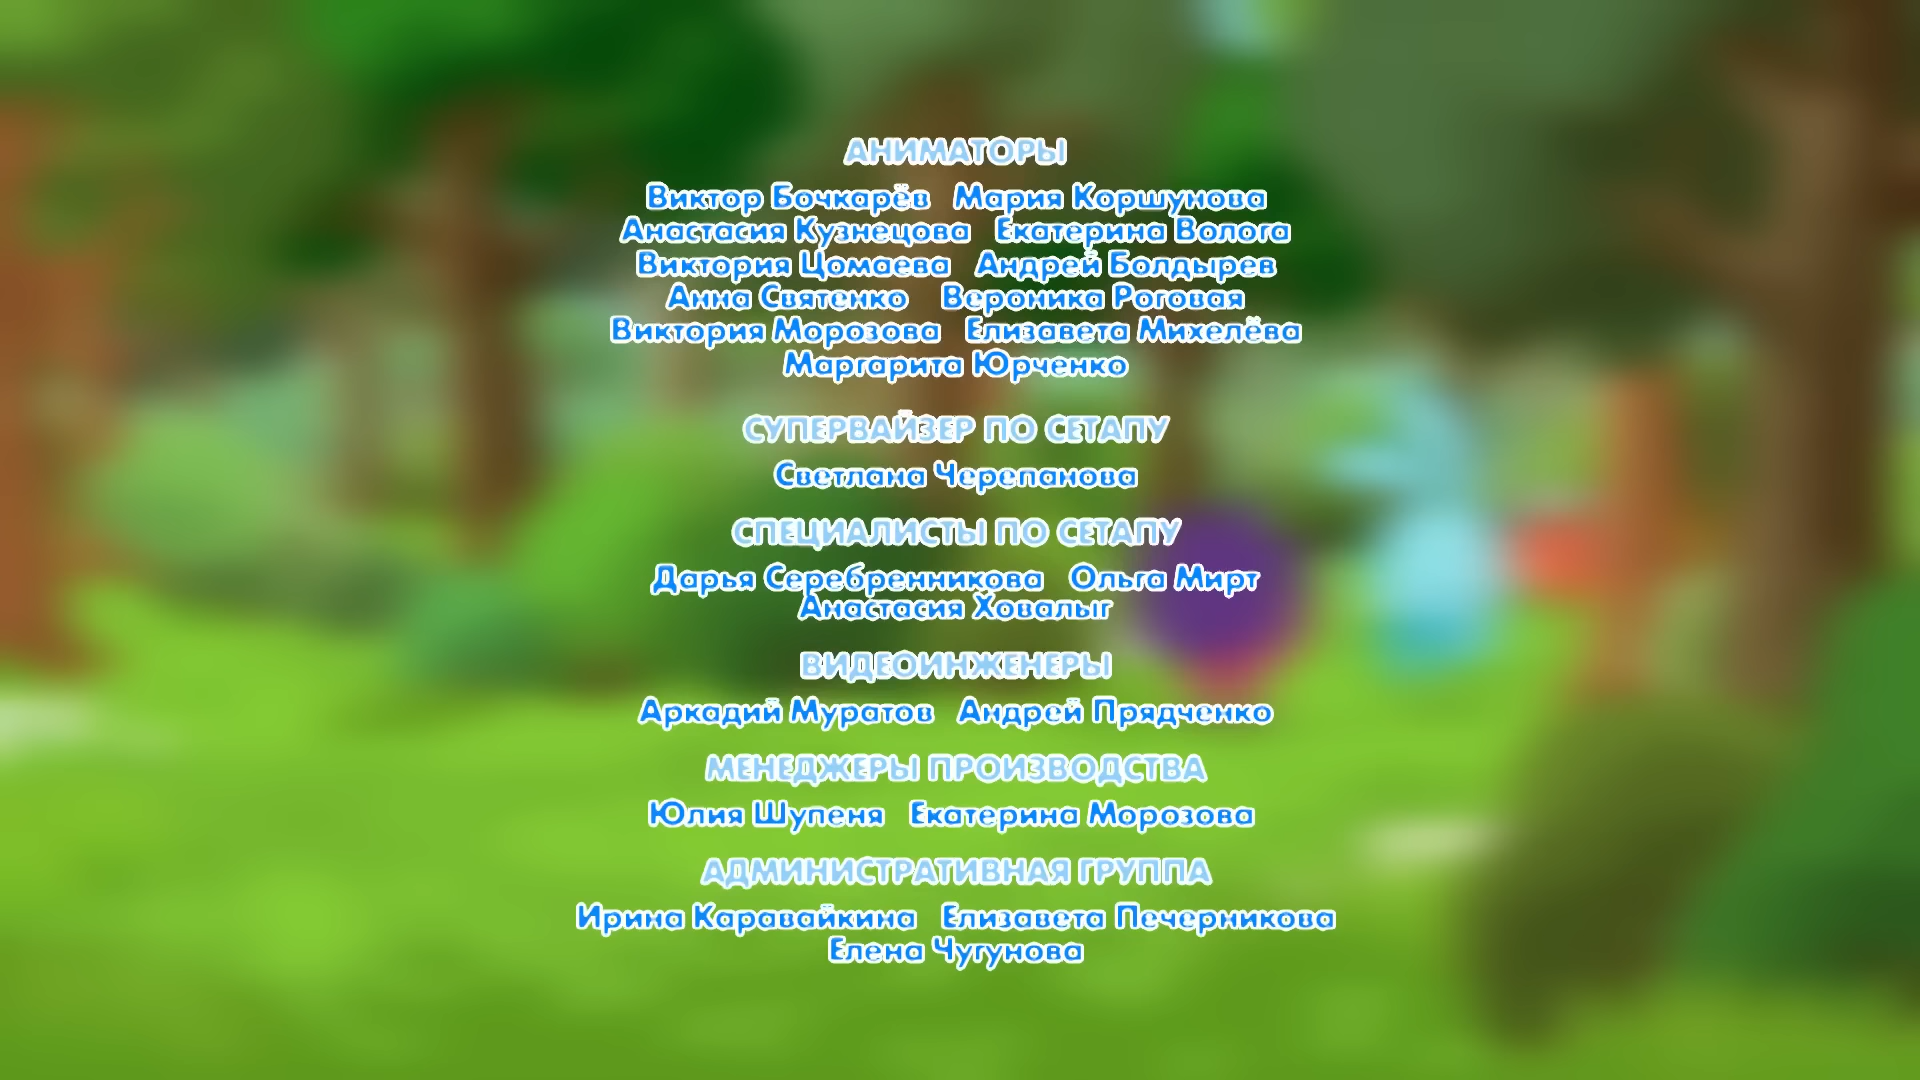 АНИМАТОРЫ
Виктор Бочкарёв Мария Коршунова
Анастасия Кузнецова Екатерина Волога
Виктория Цомаева Андрей Болдырев
Анна Святенко Вероника Роговая
Виктория Морозова Елизавета Михелёва
Маргарита Юрченко
СУПЕРВАЙЗЕР ПО СЕТАПУ
Светлана Черепанова
СПЕЦИАЛИСТЫ ПО СЕТАПУ
Дарья Серебренникова Ольга Мирт
Анастасия Ховалыг
ВИДЕОИНЖЕНЕРЫ
Аркадий Муратов Андрей Прядченко
МЕНЕДЖЕРЫ ПРОИЗВОДСТВА
Юлия Шупеня Екатерина Морозова
АДМИНИСТРАТИВНАЯ ГРУППА
Ирина Каравайкина Елизавета Печерникова
Елена Чугунова